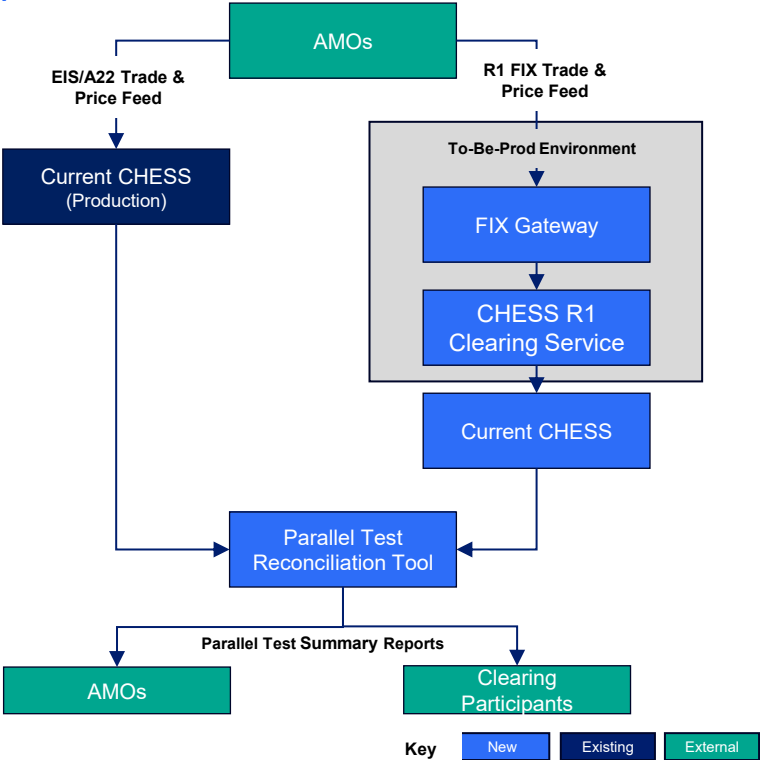 AMOs
EIS/A22 Trade &
Price Feed
R1 FIX Trade &
Price Feed
To-Be-Prod Environment
Current CHESS
(Production)
FIX Gateway
CHESS R1
Clearing Service
Current CHESS
Parallel Test
Reconciliation Tool
Parallel Test Summary Reports
AMOs
Clearing
Participants
Key
New
Existing
External